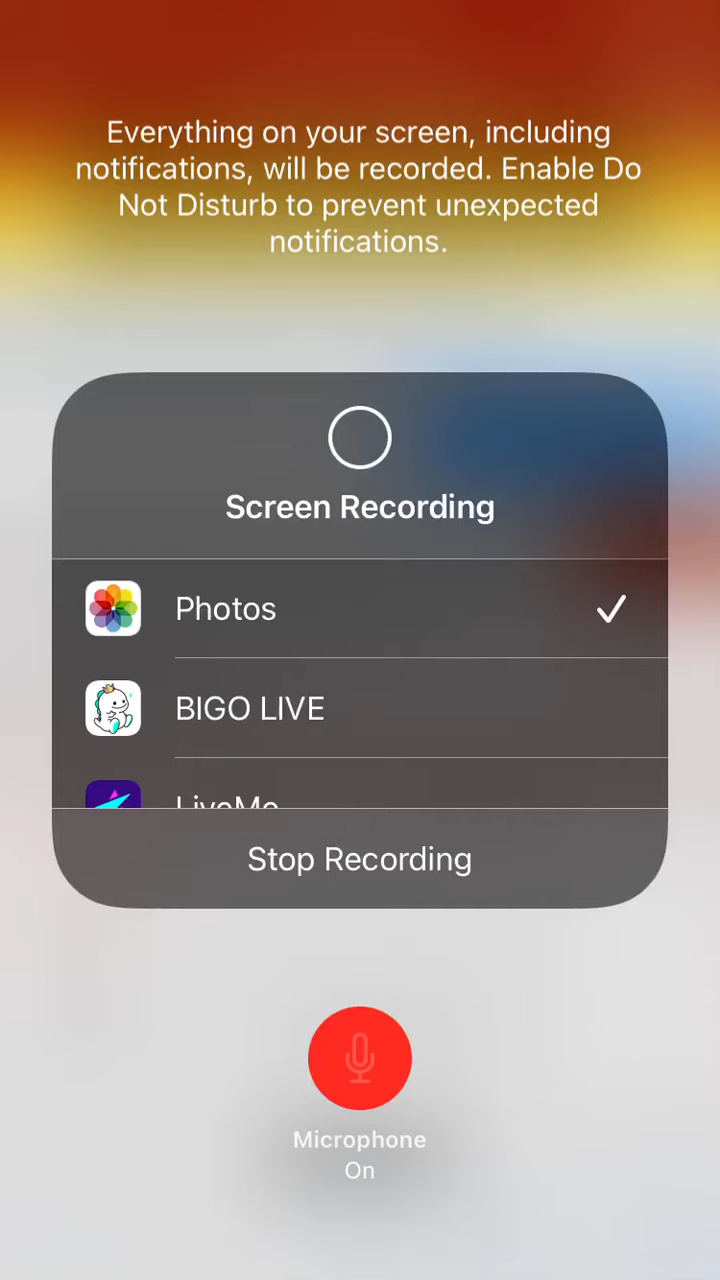 Everything on your screen, including
notifications, will be recorded. Enable Do
Not Disturb to prevent unexpected
notifications.
Screen Recording
Photos
BIGO LIVE
LiveMe
Stop Recording
Microphone
On